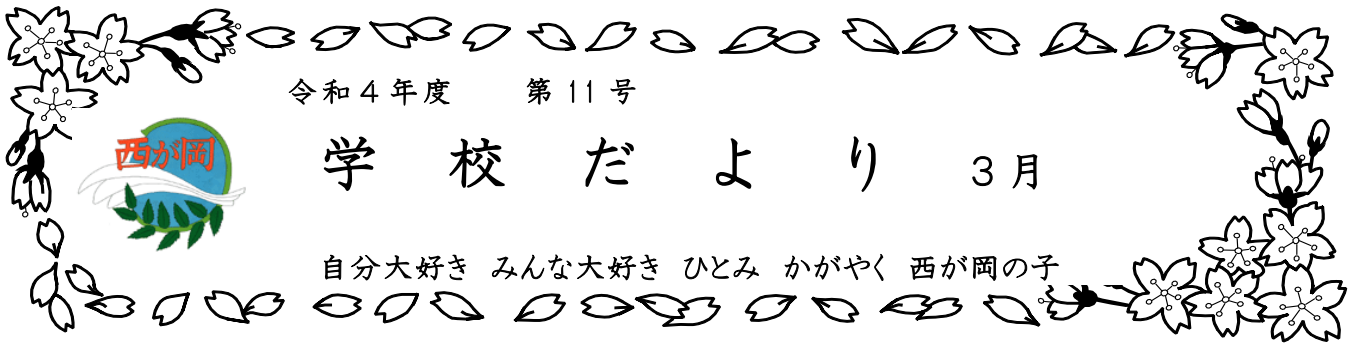 令和4年度　第11号
西が岡
学校だより 3月
自分大好き みんな大好き ひとみ かがやく 西が岡の子